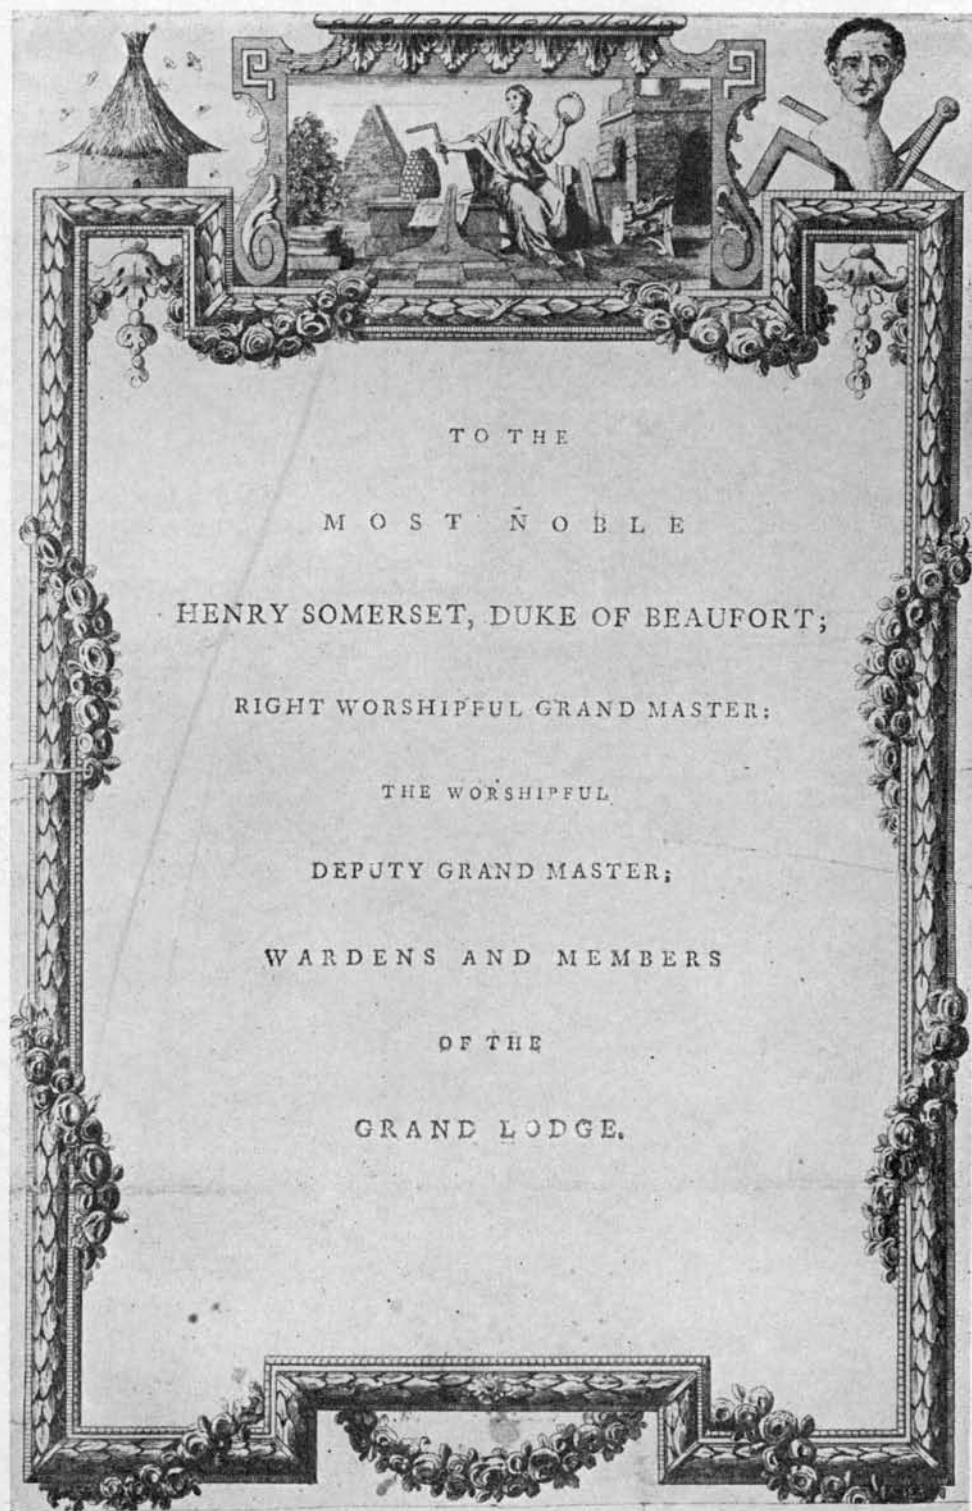 TO THE
MOST NOBLE
HENRY SOMERSET, DUKE OF BEAUFORT;
RIGHT WORSHIPFUL GRAND MASTER:
THE WORSHIPFUL
DEPUTY GRAND MASTER;
WARDENS AND MEMBERS
OF THE
GRAND LODGE.